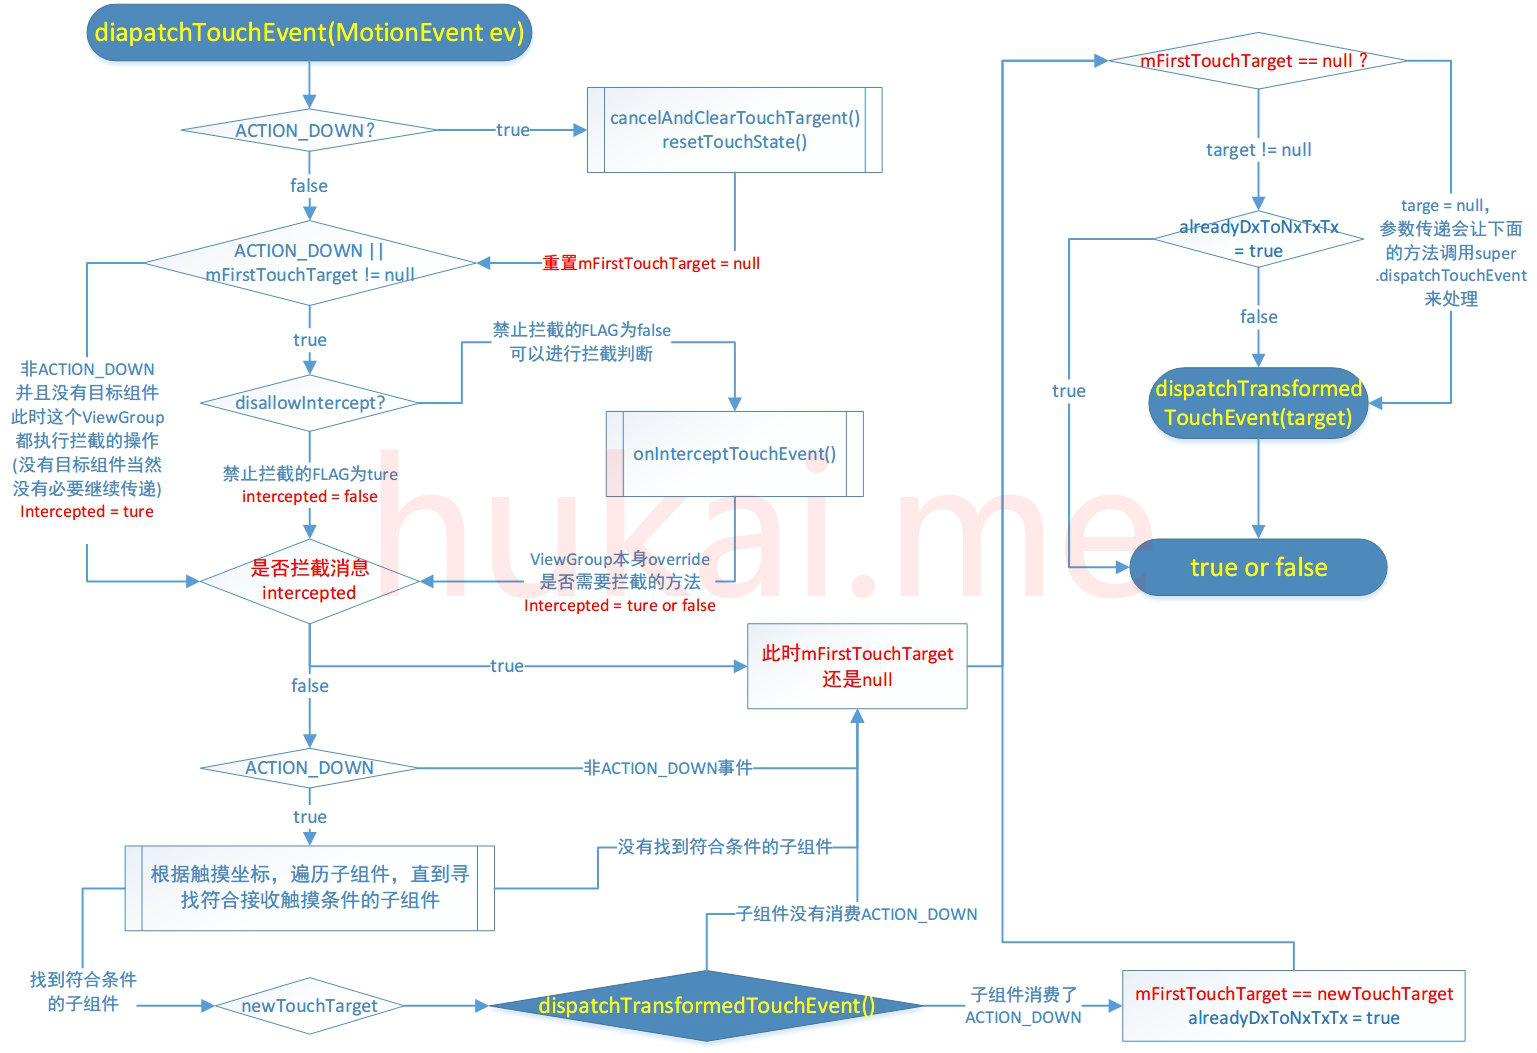 diapatchTouchEvent(MotionEvent ev)
ACTION_DOWN？
true
cancelAndClearTouchTargent()
resetTouchState()
false
ACTION_DOWN ||
mFirstTouchTarget != null
重置mFirstTouchTarget = null
true
非ACTION_DOWN
并且没有目标组件
此时这个ViewGroup
都执行拦截的操作
(没有目标组件当然
没有必要继续传递)
Intercepted = ture
禁止拦截的FLAG为false
可以进行拦截判断
disallowIntercept?
onInterceptTouchEvent()
禁止拦截的FLAG为ture
intercepted = false
是否拦截消息
intercepted
ViewGroup本身override
是否需要拦截的方法
Intercepted = ture or false
true
此时mFirstTouchTarget
还是null
false
ACTION_DOWN
非ACTION_DOWN事件
true
根据触摸坐标，遍历子组件，直到寻
找符合接收触摸条件的子组件
没有找到符合条件的子组件
找到符合条件
的子组件
newTouchTarget
dispatchTransformedTouchEvent()
子组件没有消费ACTION_DOWN
子组件消费了
ACTION_DOWN
mFirstTouchTarget == newTouchTarget
alreadyDxToNxTxTx = true
mFirstTouchTarget == null ？
target != null
targe = null，
参数传递会让下面
的方法调用super
.dispatchTouchEvent
来处理
alreadyDxToNxTxTx
= true
false
true
dispatchTransformed
TouchEvent(target)
true or false
hukai.me